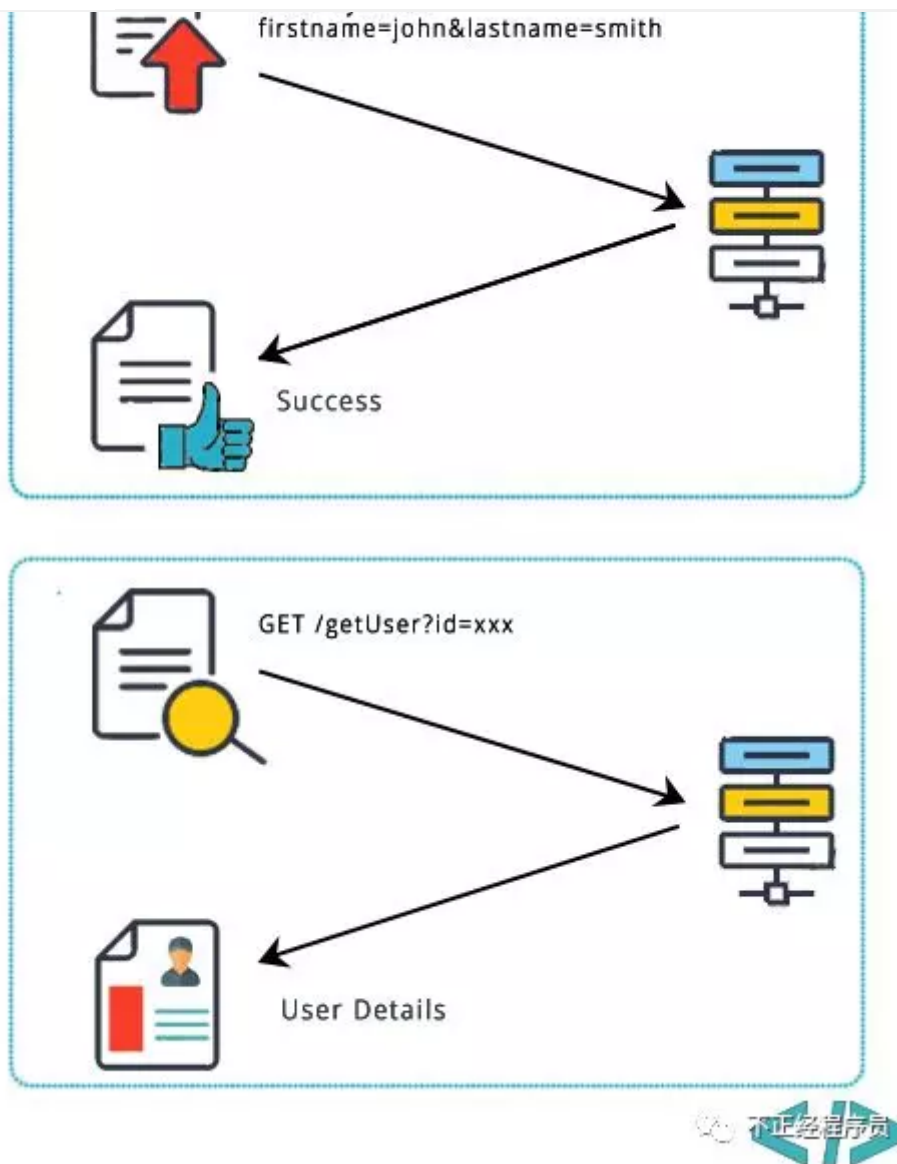 firstname=john&lastname=smith
Success
GET /getUser?id=xxx
User Details
不正经程序员